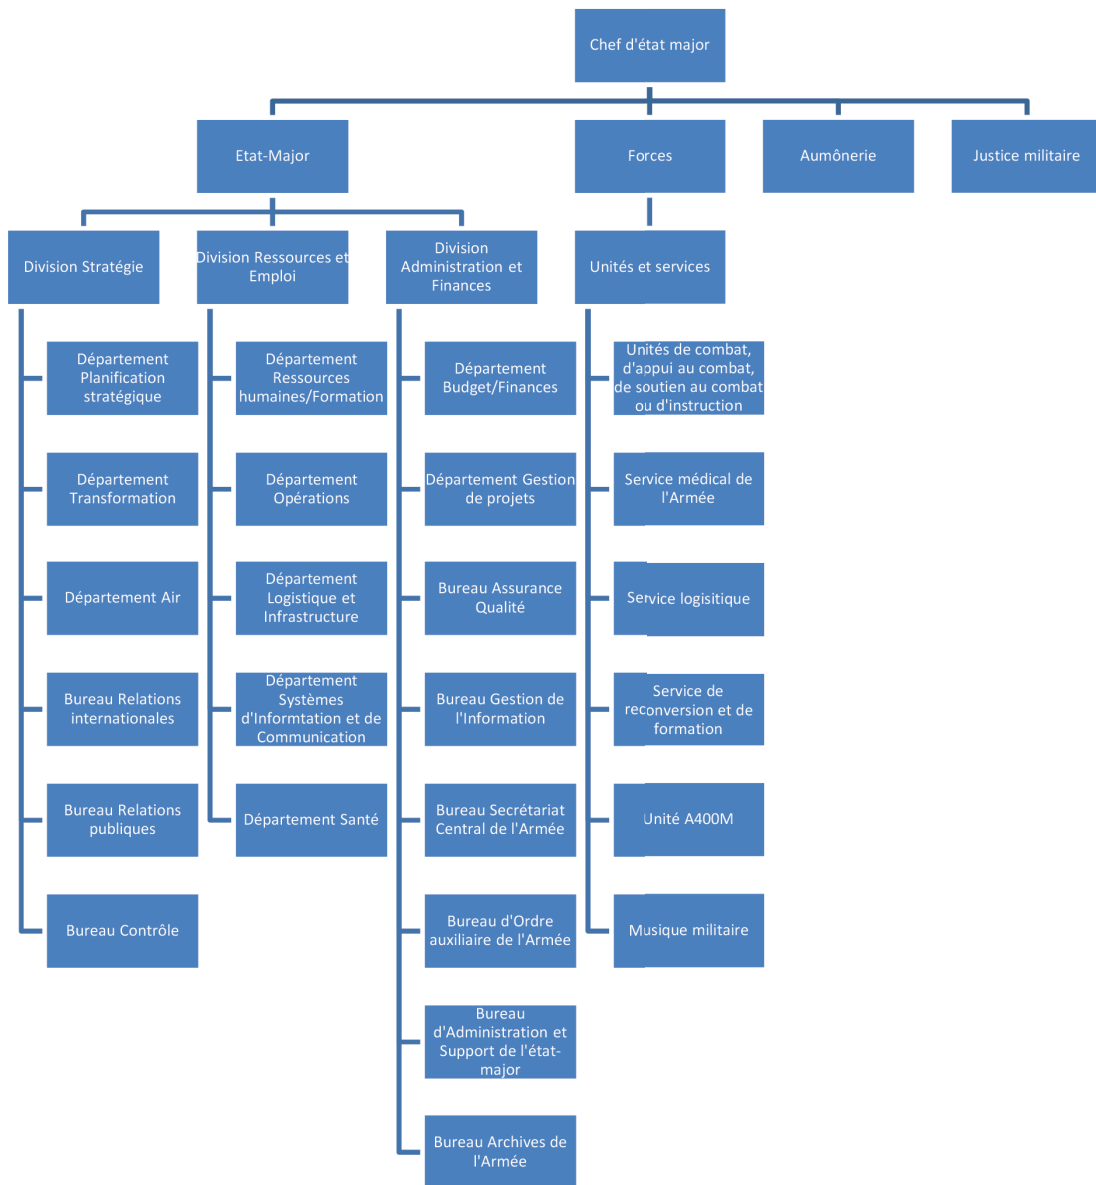 Chef d'état major
Etat-Major
Forces
Aumônerie
Justice militaire
Division Stratégie
Division Ressources et
Emploi
Division
Administration et
Finances
Unités et services
Département
Planification
stratégique
Département
Transformation
Département Air
Bureau Relations
internationales
Bureau Relations
publiques
Bureau Contrôle
Département
Ressources
humaines/Formation
Département
Opérations
Département
Logistique et
Infrastructure
Département
Systèmes
d'Informtation et de
Communication
Département Santé
Département
Budget/Finances
Département Gestion
de projets
Bureau Assurance
Qualité
Bureau Gestion de
l'Information
Bureau Secrétariat
Central de l'Armée
Bureau d'Ordre
auxiliaire de l'Armée
Bureau
d'Administration et
Support de l'état-
major
Bureau Archives de
l'Armée
Unités de combat,
d'appui au combat,
de soutien au combat
ou d'instruction
Service médical de
l'Armée
Service logisitique
Service de
reconversion et de
formation
Unité A400M
Musique militaire